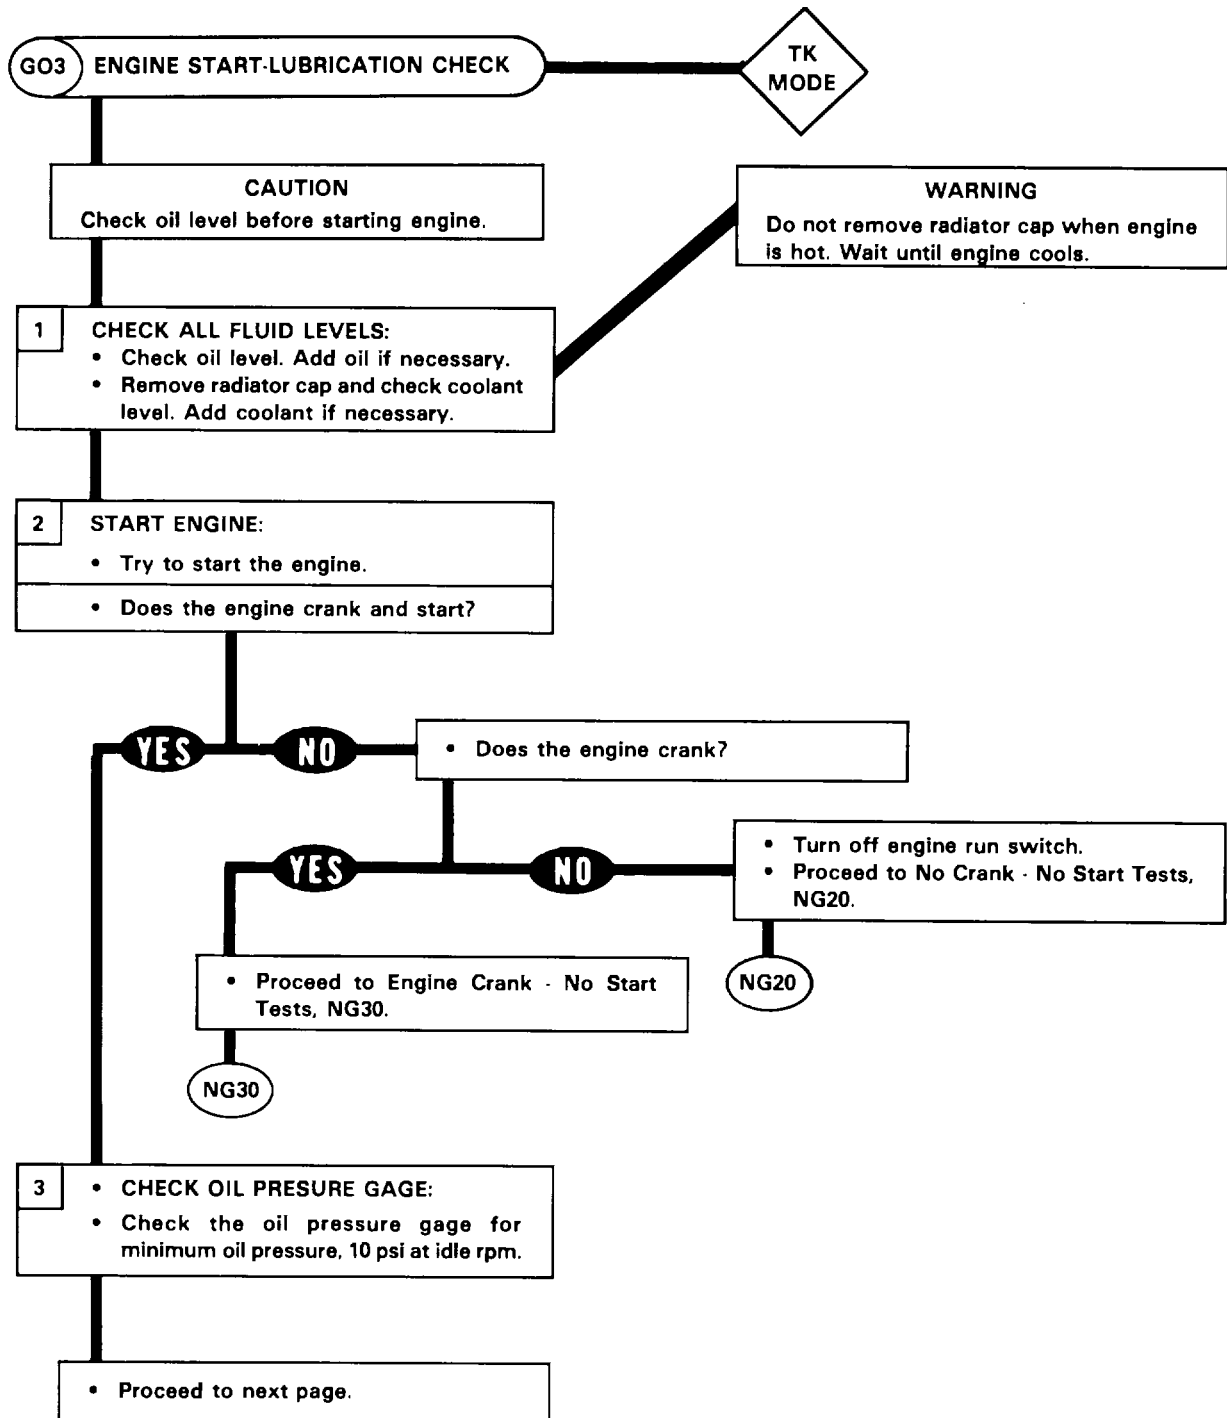 GO3 ENGINE START-LUBRICATION CHECK
TK
MODE
CAUTION
Check oil level before starting engine.
WARNING
Do not remove radiator cap when engine
is hot. Wait until engine cools.
1 CHECK ALL FLUID LEVELS:
• Check oil level. Add oil if necessary.
• Remove radiator cap and check coolant
level. Add coolant if necessary.
2 START ENGINE:
• Try to start the engine.
• Does the engine crank and start?
YES NO
• Does the engine crank?
YES NO
• Turn off engine run switch.
• Proceed to No Crank - No Start Tests,
NG20.
NG20
• Proceed to Engine Crank - No Start
Tests, NG30.
NG30
3 • CHECK OIL PRESURE GAGE:
• Check the oil pressure gage for
minimum oil pressure, 10 psi at idle rpm.
• Proceed to next page.